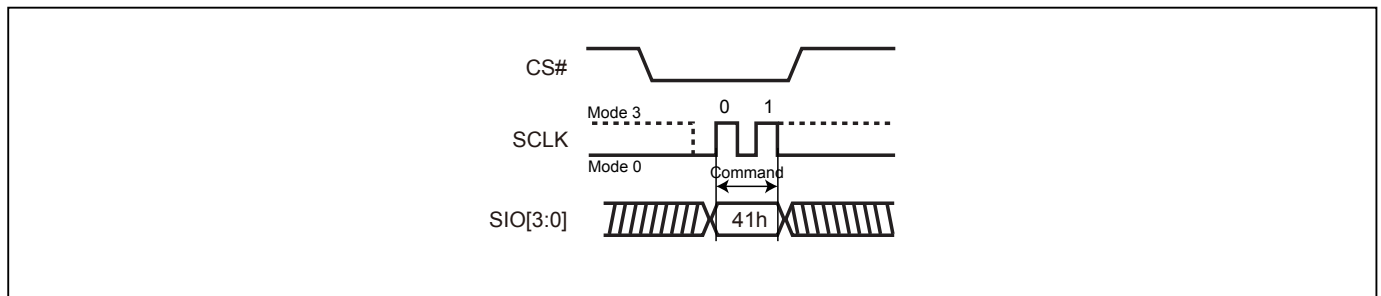 CS#
Mode 3
0 1
SCLK
Mode 0
Command
SIO[3:0]
41h